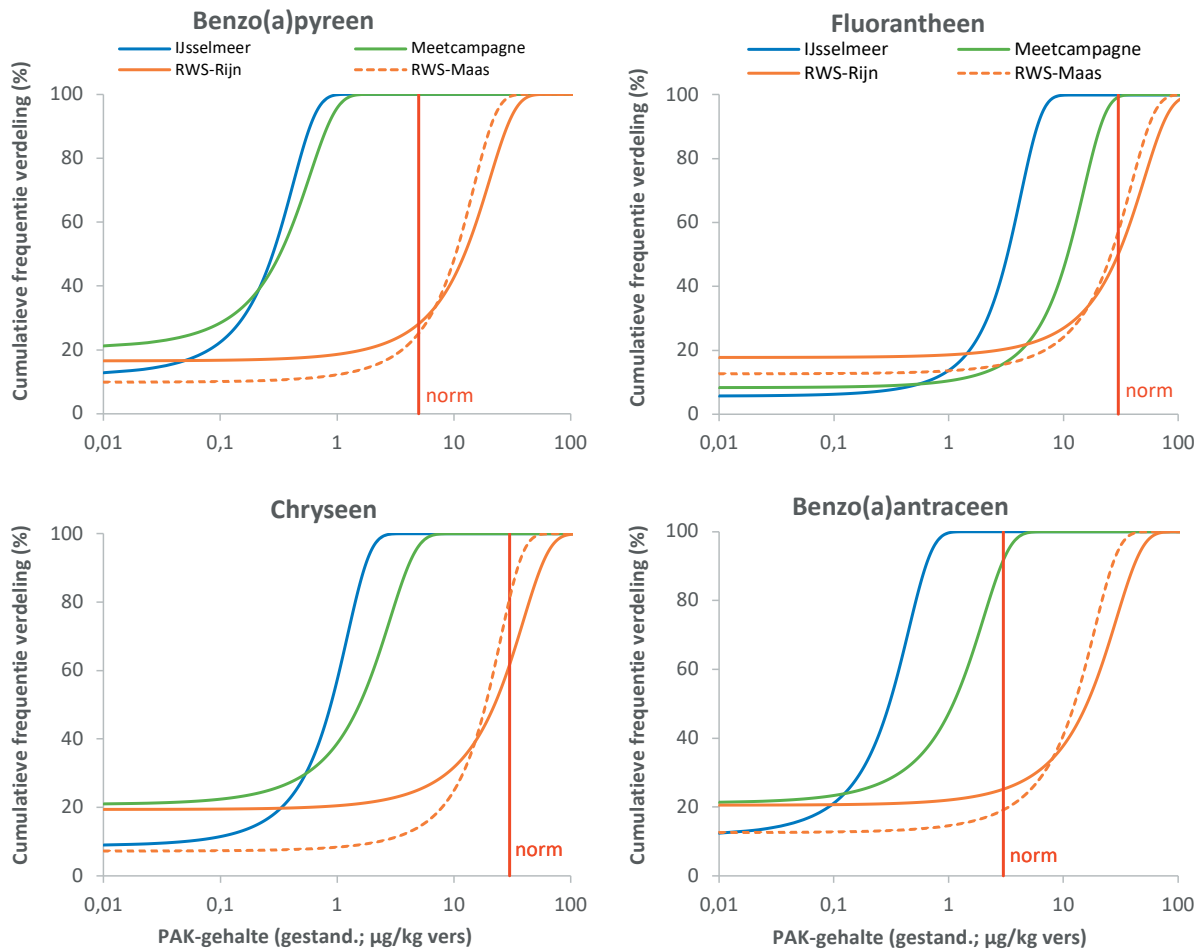 Benzo(a)pyreen
IJsselmeer
Meetcampagne
RWS-Rijn
RWS-Maas
Cumulatieve frequentie verdeling (%)
100
80
60
40
20
0
norm
0,01
0,1
1
10
100
Fluorantheen
IJsselmeer
Meetcampagne
RWS-Rijn
RWS-Maas
Cumulatieve frequentie verdeling (%)
100
80
60
40
20
0
norm
0,01
0,1
1
10
100
Chryseen
Cumulatieve frequentie verdeling (%)
100
80
60
40
20
0
norm
0,01
0,1
1
10
100
PAK-gehalte (gestand.; µg/kg vers)
Benzo(a)antraceen
Cumulatieve frequentie verdeling (%)
100
80
60
40
20
0
norm
0,01
0,1
1
10
100
PAK-gehalte (gestand.; µg/kg vers)